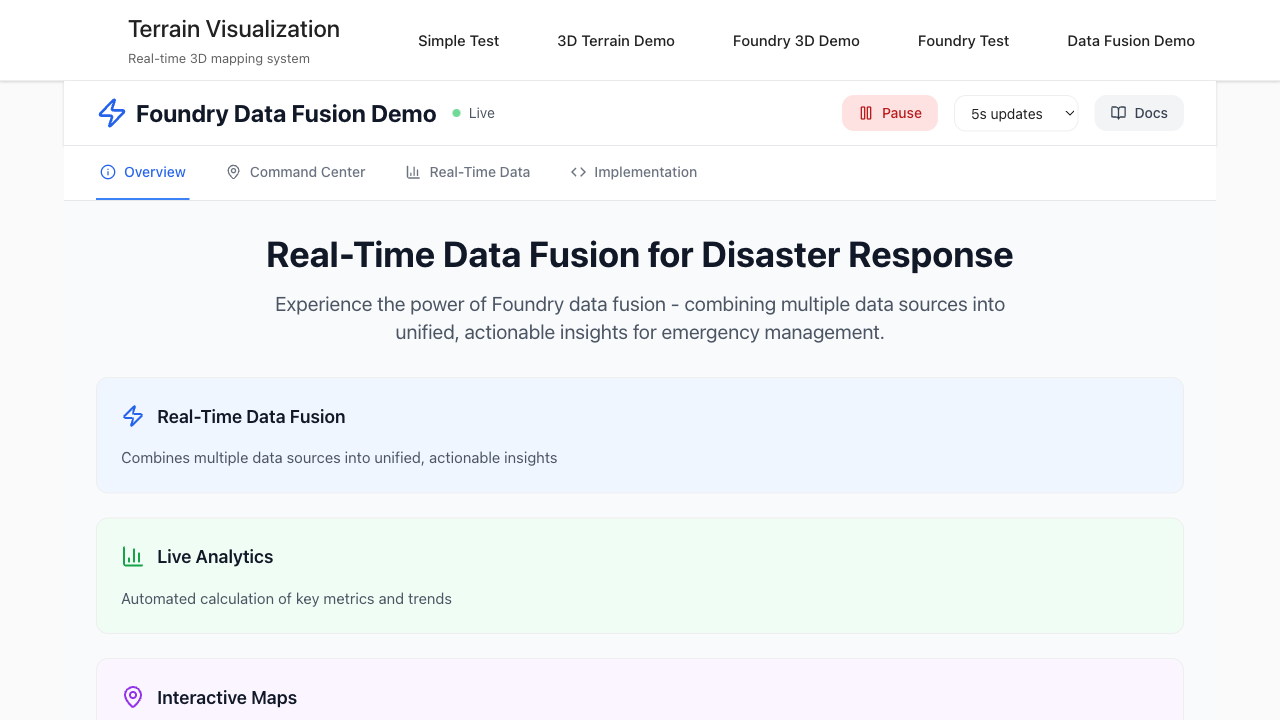 Terrain Visualization
Real-time 3D mapping system
Simple Test
3D Terrain Demo
Foundry 3D Demo
Foundry Test
Data Fusion Demo
Foundry Data Fusion Demo
Live
Pause
5s updates
Docs
Overview
Command Center
Real-Time Data
Implementation
Real-Time Data Fusion for Disaster Response
Experience the power of Foundry data fusion - combining multiple data sources into
unified, actionable insights for emergency management.
Real-Time Data Fusion
Combines multiple data sources into unified, actionable insights
Live Analytics
Automated calculation of key metrics and trends
Interactive Maps